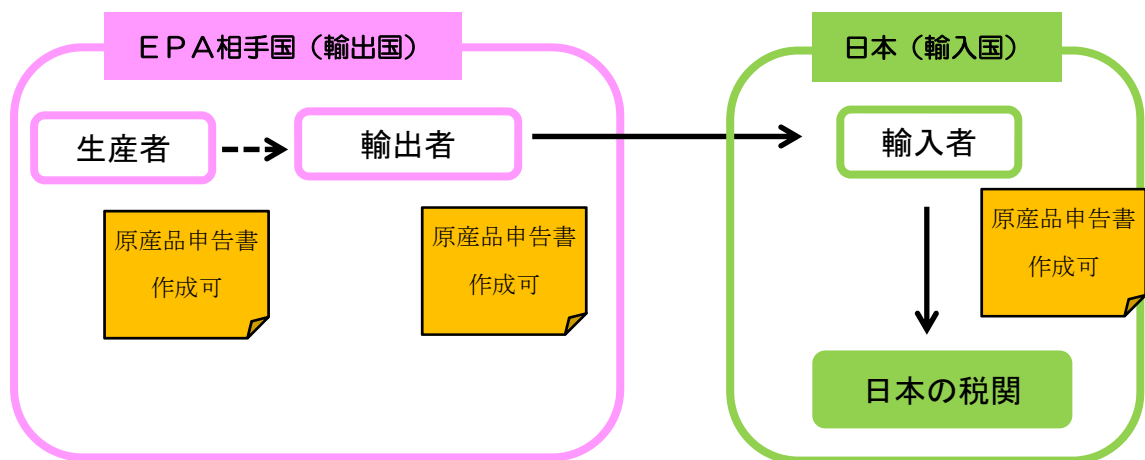 EPA相手国（輸出国）
日本（輸入国）
生産者
輸出者
輸入者
原産品申告書
作成可
原産品申告書
作成可
原産品申告書
作成可
日本の税関